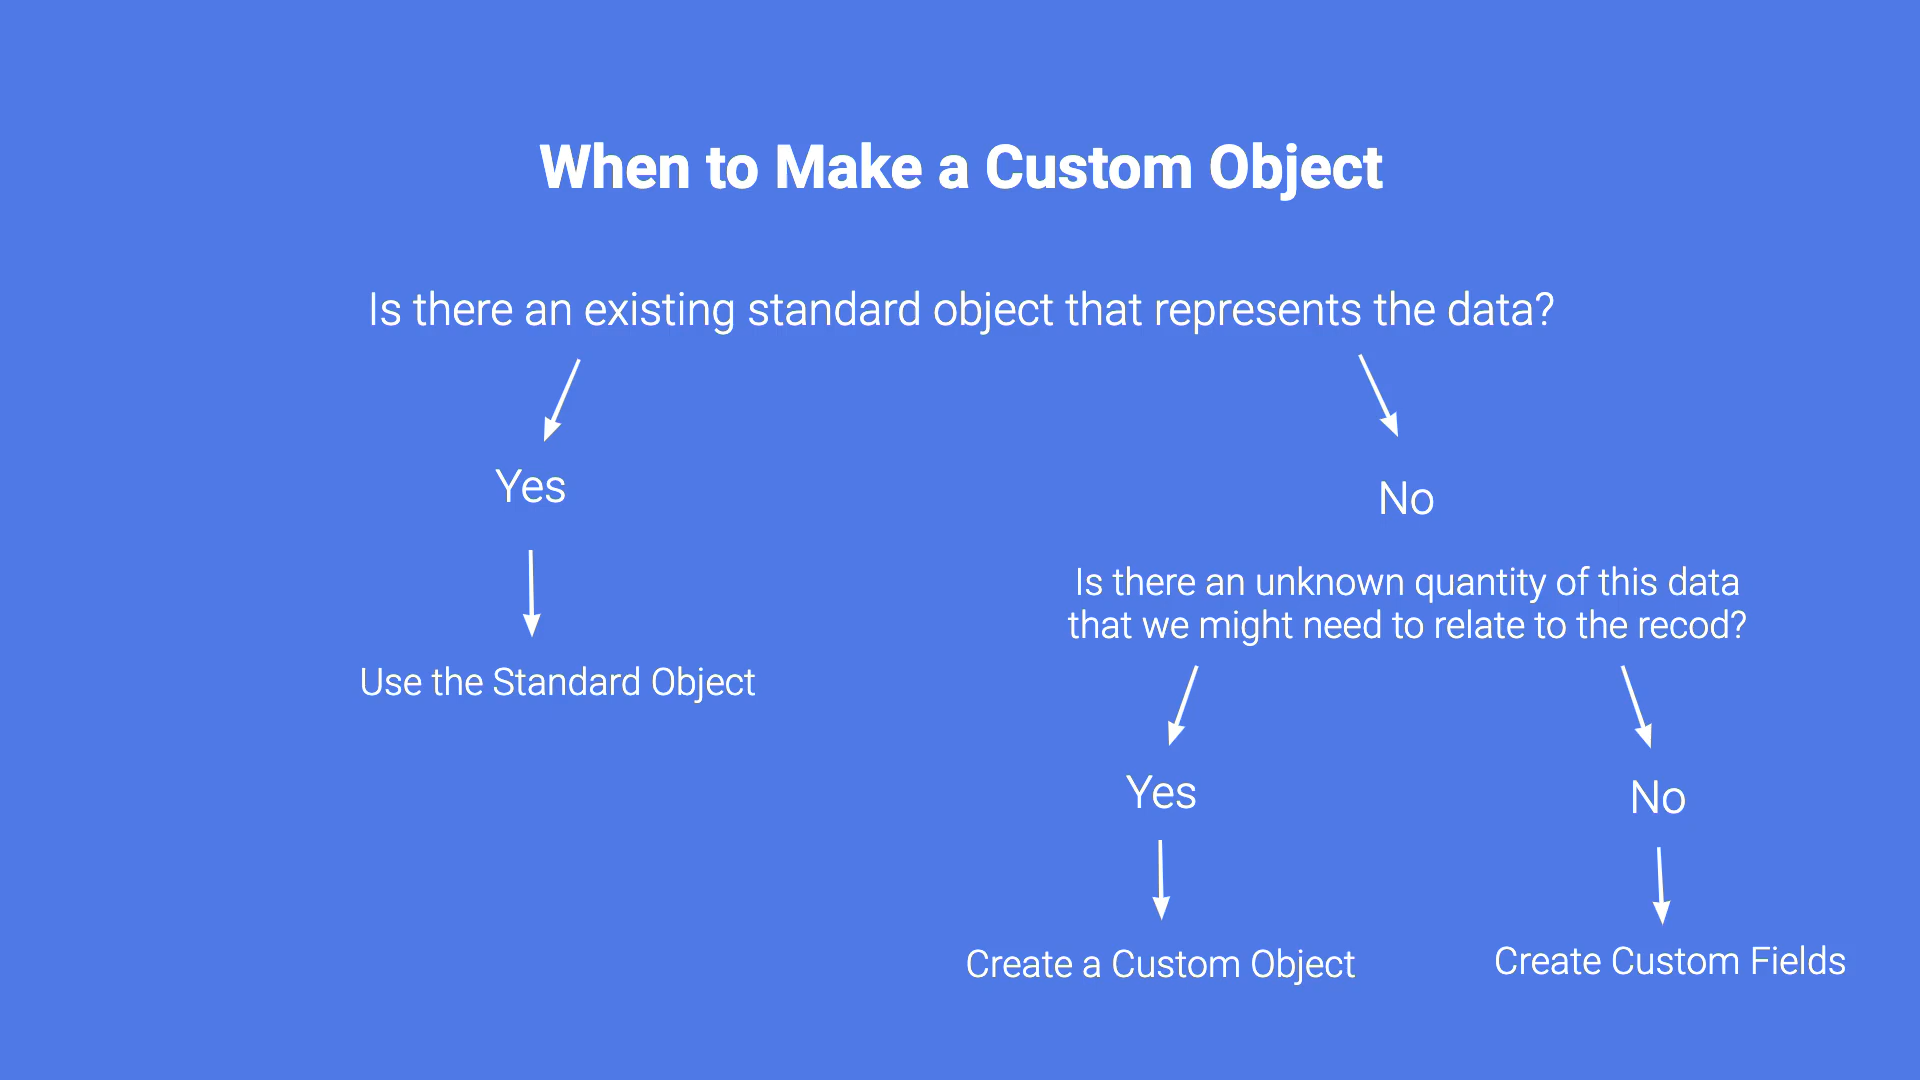 When to Make a Custom Object
Is there an existing standard object that represents the data?
Yes
No
Is there an unknown quantity of this data
that we might need to relate to the recod?
Use the Standard Object
Yes
No
Create a Custom Object
Create Custom Fields